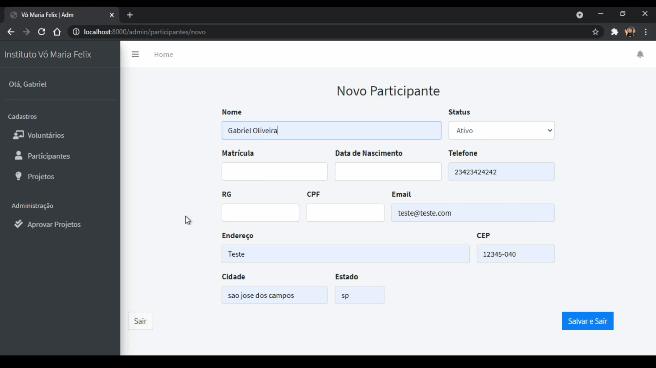 Vó Maria Felix | Adm
localhost:8000/admin/participantes/novo
Instituto Vó Maria Felix
Home
Olá, Gabriel
Novo Participante
Cadastros
Voluntários
Participantes
Projetos
Administração
Aprovar Projetos
Nome
Status
Gabriel Oliveira
Ativo
Matrícula
Data de Nascimento
Telefone
23423424242
RG
CPF
Email
teste@teste.com
Endereço
CEP
Teste
12345-040
Cidade
Estado
sao jose dos campos
sp
Sair
Salvar e Sair